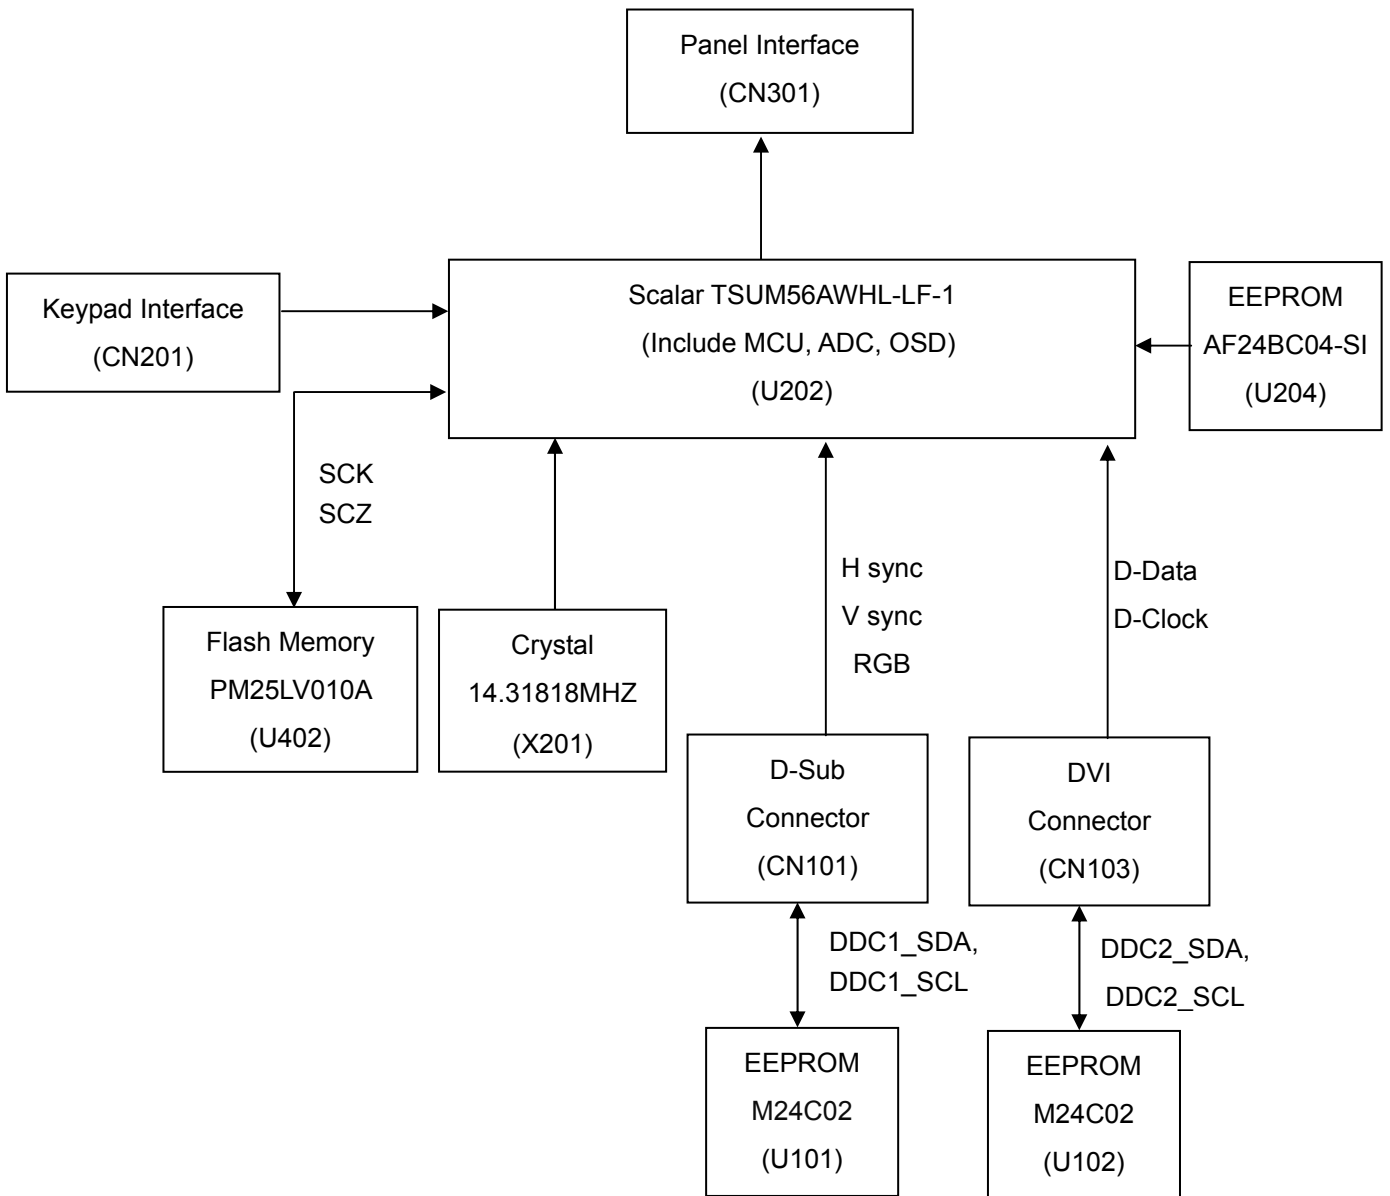 Panel Interface
(CN301)
Keypad Interface
(CN201)
Scalar TSUM56AWHL-LF-1
(Include MCU, ADC, OSD)
(U202)
EEPROM
AF24BC04-SI
(U204)
SCK
SCZ
Flash Memory
PM25LV010A
(U402)
Crystal
14.31818MHZ
(X201)
H sync
V sync
RGB
D-Data
D-Clock
D-Sub
Connector
(CN101)
DVI
Connector
(CN103)
DDC1_SDA,
DDC1_SCL
DDC2_SDA,
DDC2_SCL
EEPROM
M24C02
(U101)
EEPROM
M24C02
(U102)